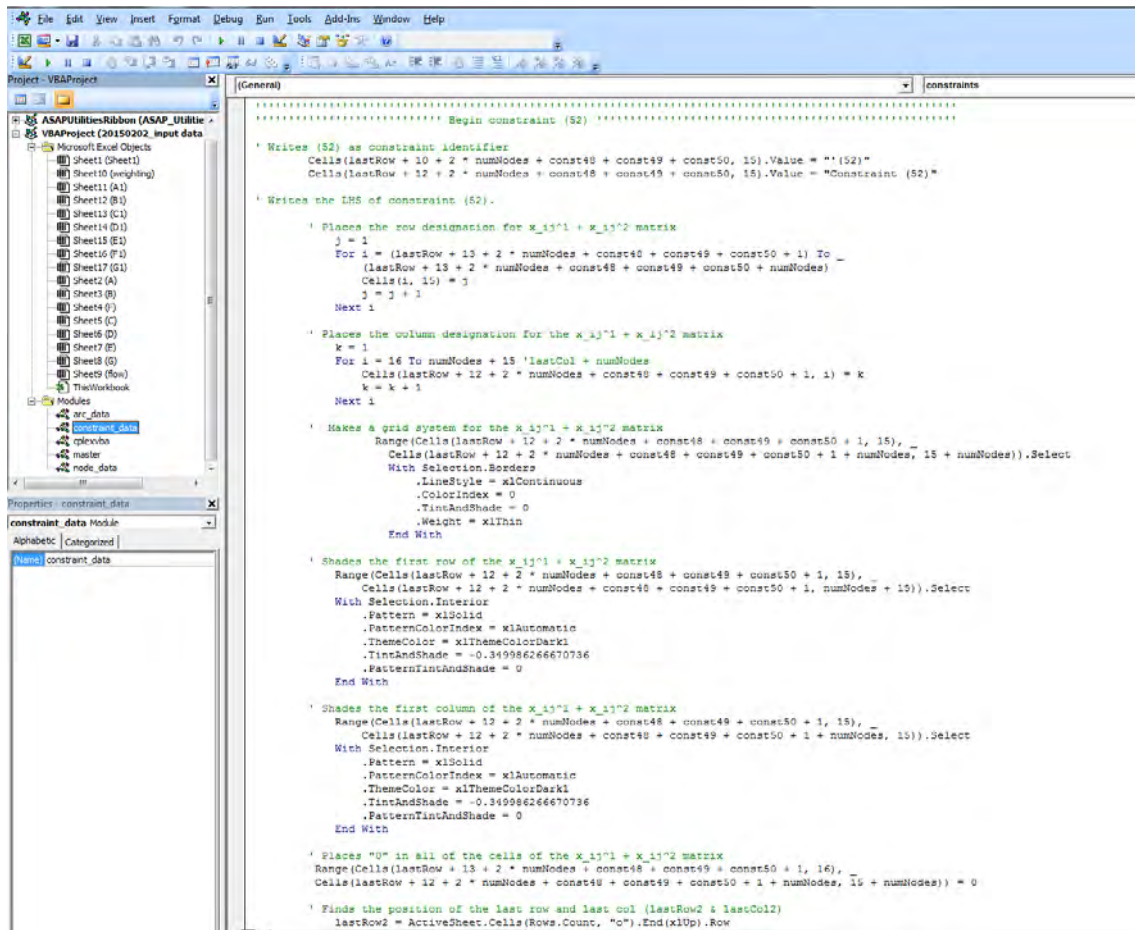 File Edit View Insert Format Debug Run Tools Add-Ins Window Help
Project - VBAProject
ASAPUtilitiesRibbon (ASAP_Utilitie
VBAProject (20150202_input data
Microsoft Excel Objects
Sheet1 (Sheet1)
Sheet10 (weighting)
Sheet11 (A1)
Sheet12 (B1)
Sheet13 (C1)
Sheet14 (D1)
Sheet15 (E1)
Sheet16 (F1)
Sheet17 (G1)
Sheet2 (A)
Sheet3 (B)
Sheet4 (F)
Sheet5 (C)
Sheet6 (D)
Sheet7 (E)
Sheet8 (G)
Sheet9 (flow)
ThisWorkbook
Modules
arc_data
constraint_data
cplexvba
master
node_data
Properties - constraint_data
constraint_data Module
Alphabetic Categorized
(Name) constraint_data
(General) constraints
Begin constraint (52)
' Writes (52) as constraint identifier
Cells(lastRow + 10 + 2 * numNodes + const48 + const49 + const50, 15).Value = "'(52)"
Cells(lastRow + 12 + 2 * numNodes + const48 + const49 + const50, 15).Value = "Constraint (52)"
' Writes the LHS of constraint (52).
' Places the row designation for x_ij^1 + x_ij^2 matrix
j = 1
For i = (lastRow + 13 + 2 * numNodes + const48 + const49 + const50 + 1) To _
(lastRow + 13 + 2 * numNodes + const48 + const49 + const50 + numNodes)
Cells(i, 15) = j
j = j + 1
Next i
' Places the column designation for the x_ij^1 + x_ij^2 matrix
k = 1
For i = 16 To numNodes + 15 'lastCol + numNodes
Cells(lastRow + 12 + 2 * numNodes + const48 + const49 + const50 + 1, i) = k
k = k + 1
Next i
' Makes a grid system for the x_ij^1 + x_ij^2 matrix
Range(Cells(lastRow + 12 + 2 * numNodes + const48 + const49 + const50 + 1, 15), _
Cells(lastRow + 12 + 2 * numNodes + const48 + const49 + const50 + 1 + numNodes, 15 + numNodes)).Select
With Selection.Borders
.LineStyle = xlContinuous
.ColorIndex = 0
.TintAndShade = 0
.Weight = xlThin
End With
' Shades the first row of the x_ij^1 + x_ij^2 matrix
Range(Cells(lastRow + 12 + 2 * numNodes + const48 + const49 + const50 + 1, 15), _
Cells(lastRow + 12 + 2 * numNodes + const48 + const49 + const50 + 1, numNodes + 15)).Select
With Selection.Interior
.Pattern = xlSolid
.PatternColorIndex = xlAutomatic
.ThemeColor = xlThemeColorDark1
.TintAndShade = -0.349986266670736
.PatternTintAndShade = 0
End With
' Shades the first column of the x_ij^1 + x_ij^2 matrix
Range(Cells(lastRow + 12 + 2 * numNodes + const48 + const49 + const50 + 1, 15), _
Cells(lastRow + 12 + 2 * numNodes + const48 + const49 + const50 + 1 + numNodes, 15)).Select
With Selection.Interior
.Pattern = xlSolid
.PatternColorIndex = xlAutomatic
.ThemeColor = xlThemeColorDark1
.TintAndShade = -0.349986266670736
.PatternTintAndShade = 0
End With
' Places "0" in all of the cells of the x_ij^1 + x_ij^2 matrix
Range(Cells(lastRow + 13 + 2 * numNodes + const48 + const49 + const50 + 1, 16), _
Cells(lastRow + 12 + 2 * numNodes + const48 + const49 + const50 + 1 + numNodes, 15 + numNodes)) = 0
' Finds the position of the last row and last col (lastRow2 & lastCol2)
lastRow2 = ActiveSheet.Cells(Rows.Count, "o").End(xlUp).Row